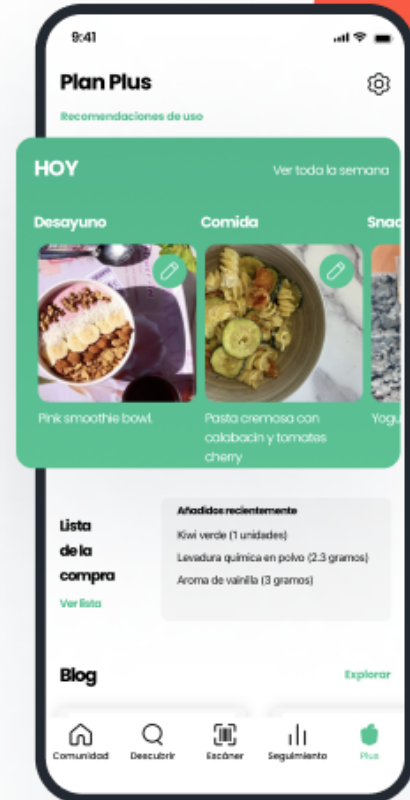 9:41
Plan Plus
Recomendaciones de uso
HOY
Ver toda la semana
Desayuno
Comida
Snac
Pink smoothie bowl.
Pasta cremosa con
calabacín y tomates
cherry
Yogu
Lista
de la
compra
Ver lista
Añadidos recientemente
Kiwi verde (1 unidades)
Levadura química en polvo (2.3 gramos)
Aroma de vainilla (3 gramos)
Blog
Explorar
Comunidad
Descubrir
Escáner
Seguimiento
Plus